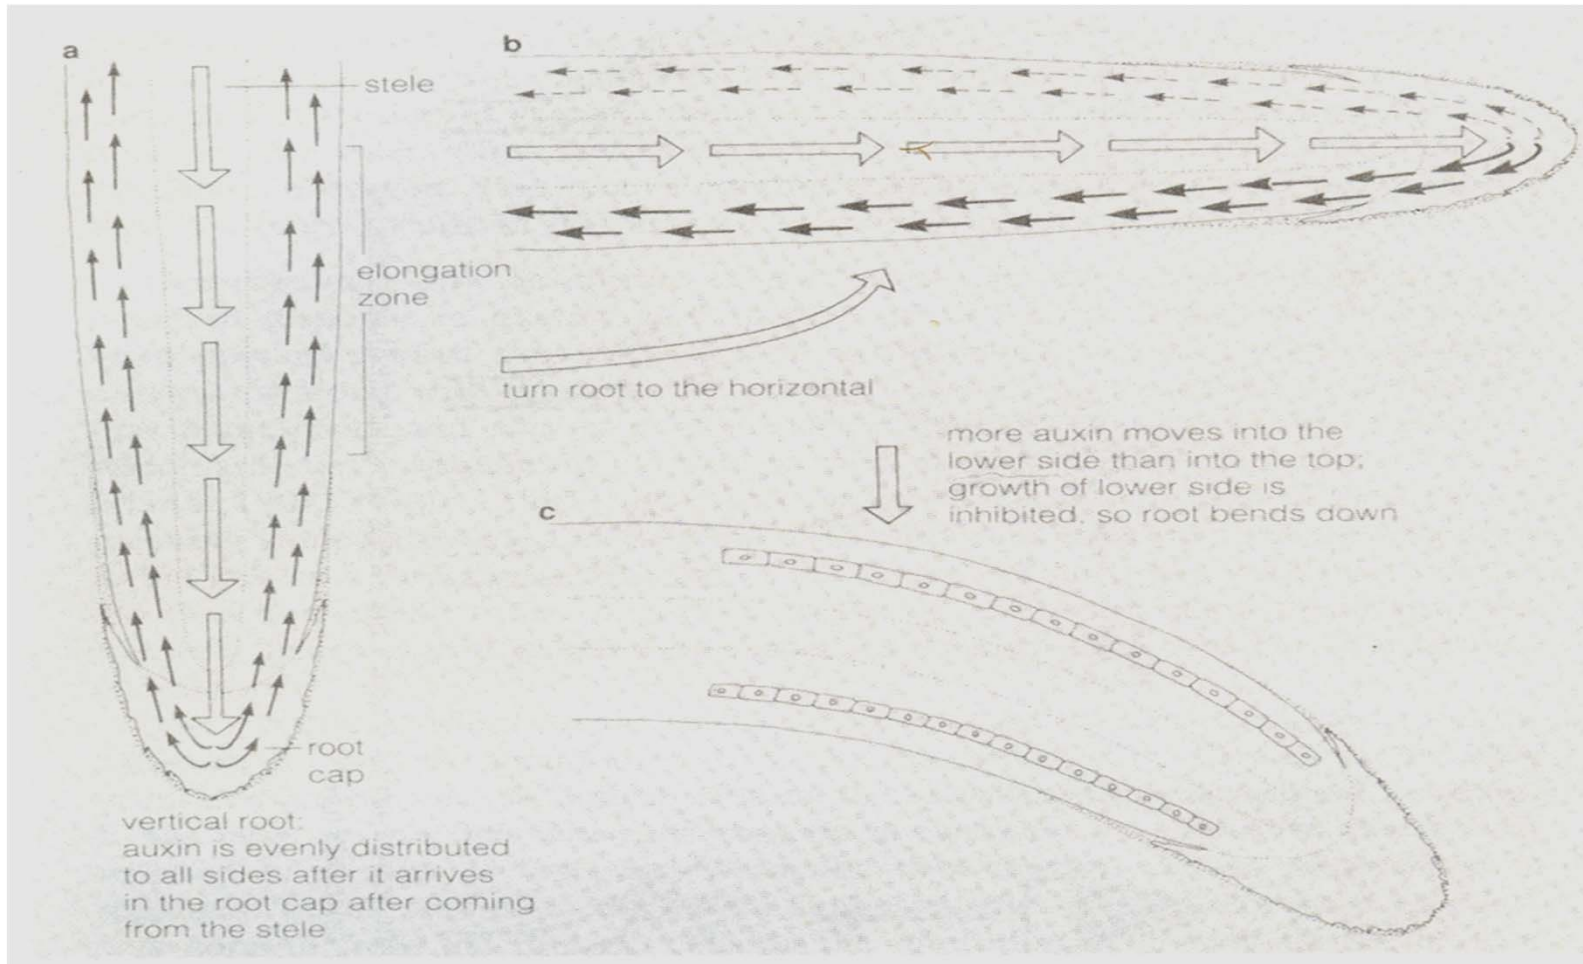 a
stele
elongation
zone
root
cap
vertical root:
auxin is evenly distributed
to all sides after it arrives
in the root cap after coming
from the stele
b
turn root to the horizontal
more auxin moves into the
lower side than into the top;
growth of lower side is
inhibited, so root bends down
c